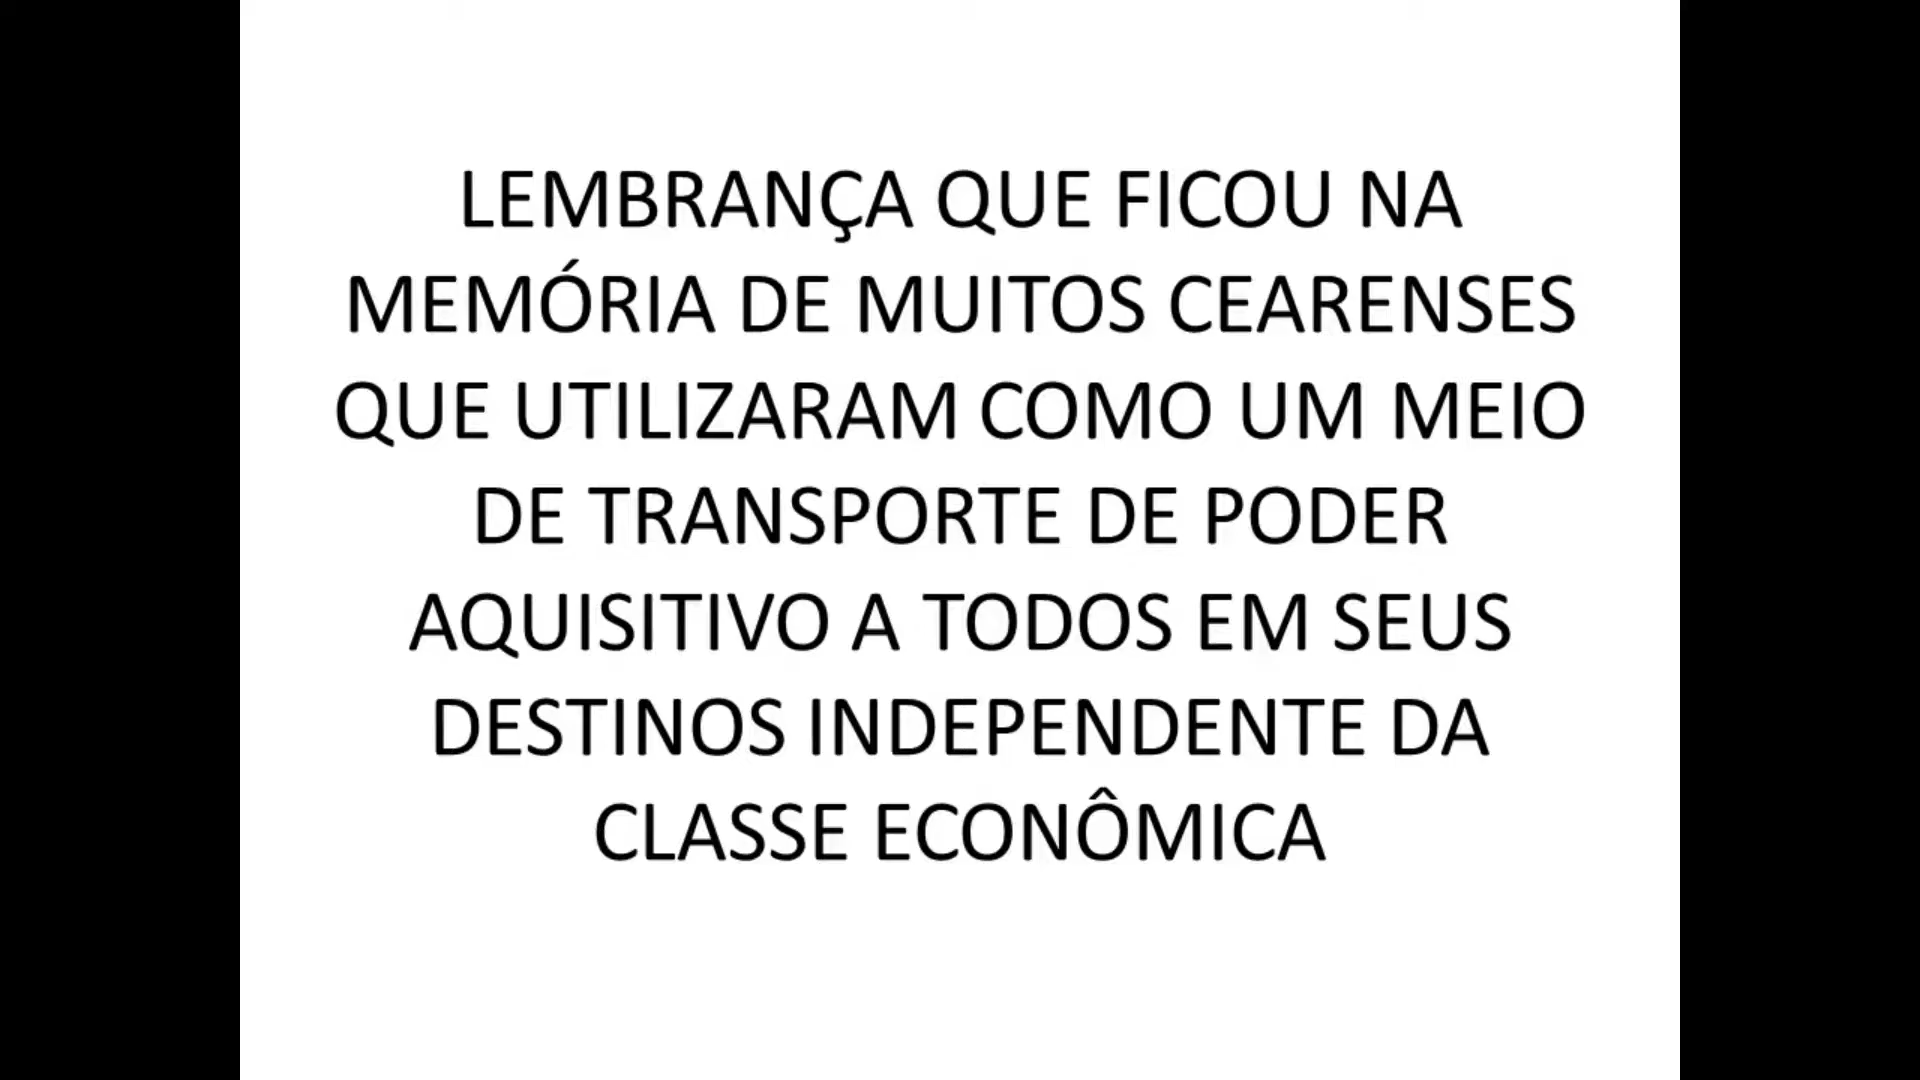 LEMBRANÇA QUE FICOU NA
MEMÓRIA DE MUITOS CEARENSES
QUE UTILIZARAM COMO UM MEIO
DE TRANSPORTE DE PODER
AQUISITIVO A TODOS EM SEUS
DESTINOS INDEPENDENTE DA
CLASSE ECONÔMICA